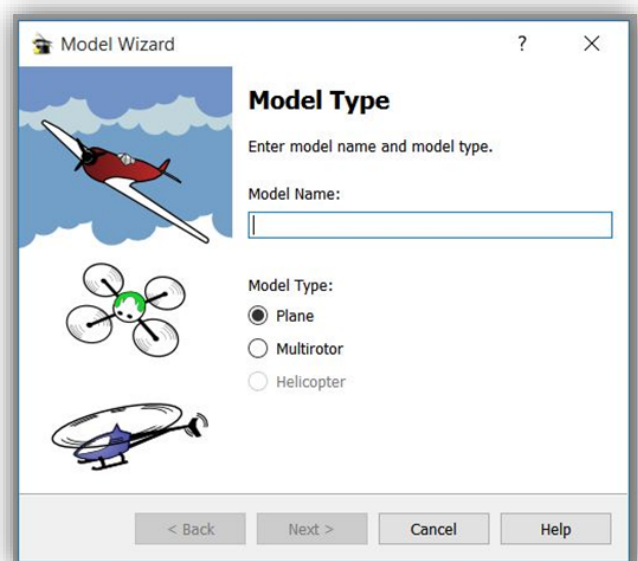 Model Wizard
?
Model Type
Enter model name and model type.
Model Name:
Model Type:
Plane
Multirotor
Helicopter
< Back
Next >
Cancel
Help